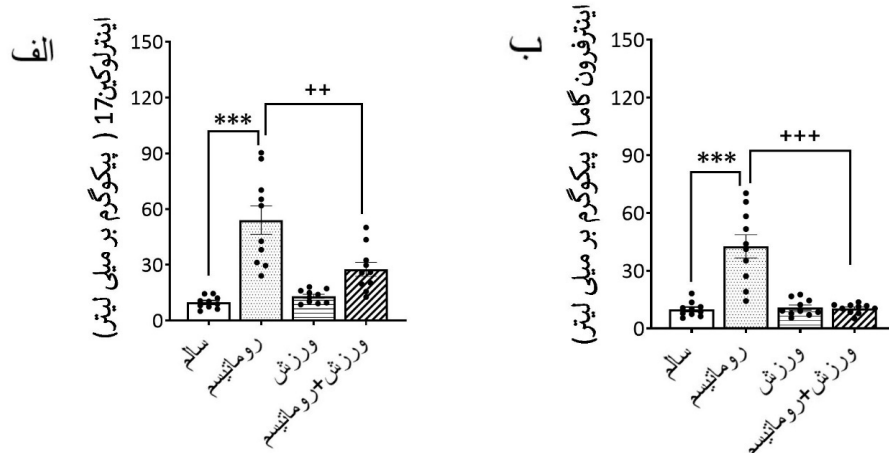 الف
اینترلوکین17 ( پیکوگرم بر میلی لیتر)
150
120
90
60
30
0
***
++
سالم
روماتیسم
ورزش
ورزش+روماتیسم
ب
اینترفرون گاما( پیکوگرم بر میلی لیتر)
150
120
90
60
30
0
***
+++
سالم
روماتیسم
ورزش
ورزش+روماتیسم